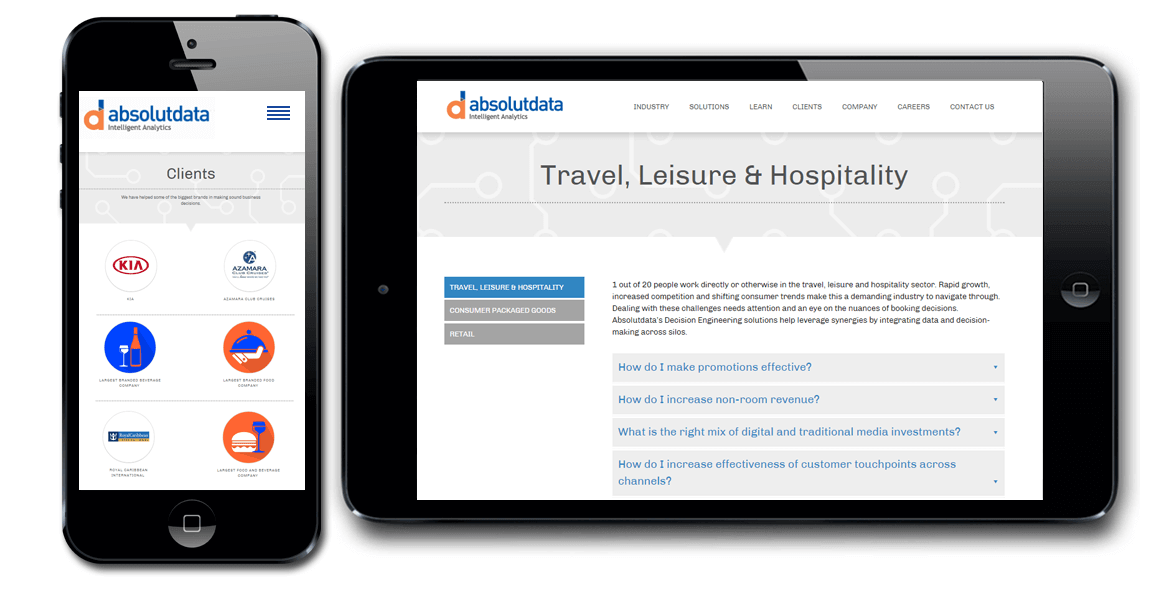 absolutdata
Intelligent Analytics
Clients
We have helped some of the biggest brands in making sound business
decisions.
KIA
KIA
AZAMARA
CLUB CRUISES
AZAMARA CLUB CRUISES
LARGEST BRANDED BEVERAGE
COMPANY
LARGEST BRANDED FOOD
COMPANY
RoyalCaribbean
ROYAL CARIBBEAN
INTERNATIONAL
LARGEST FOOD AND BEVERAGE
COMPANY
absolutdata
Intelligent Analytics
INDUSTRY SOLUTIONS LEARN CLIENTS COMPANY CAREERS CONTACT US
Travel, Leisure & Hospitality
TRAVEL, LEISURE & HOSPITALITY
CONSUMER PACKAGED GOODS
RETAIL
1 out of 20 people work directly or otherwise in the travel, leisure and hospitality sector. Rapid growth,
increased competition and shifting consumer trends make this a demanding industry to navigate through.
Dealing with these challenges needs attention and an eye on the nuances of booking decisions.
Absolutdata's Decision Engineering solutions help leverage synergies by integrating data and decision-
making across silos.
How do I make promotions effective?
How do I increase non-room revenue?
What is the right mix of digital and traditional media investments?
How do I increase effectiveness of customer touchpoints across
channels?